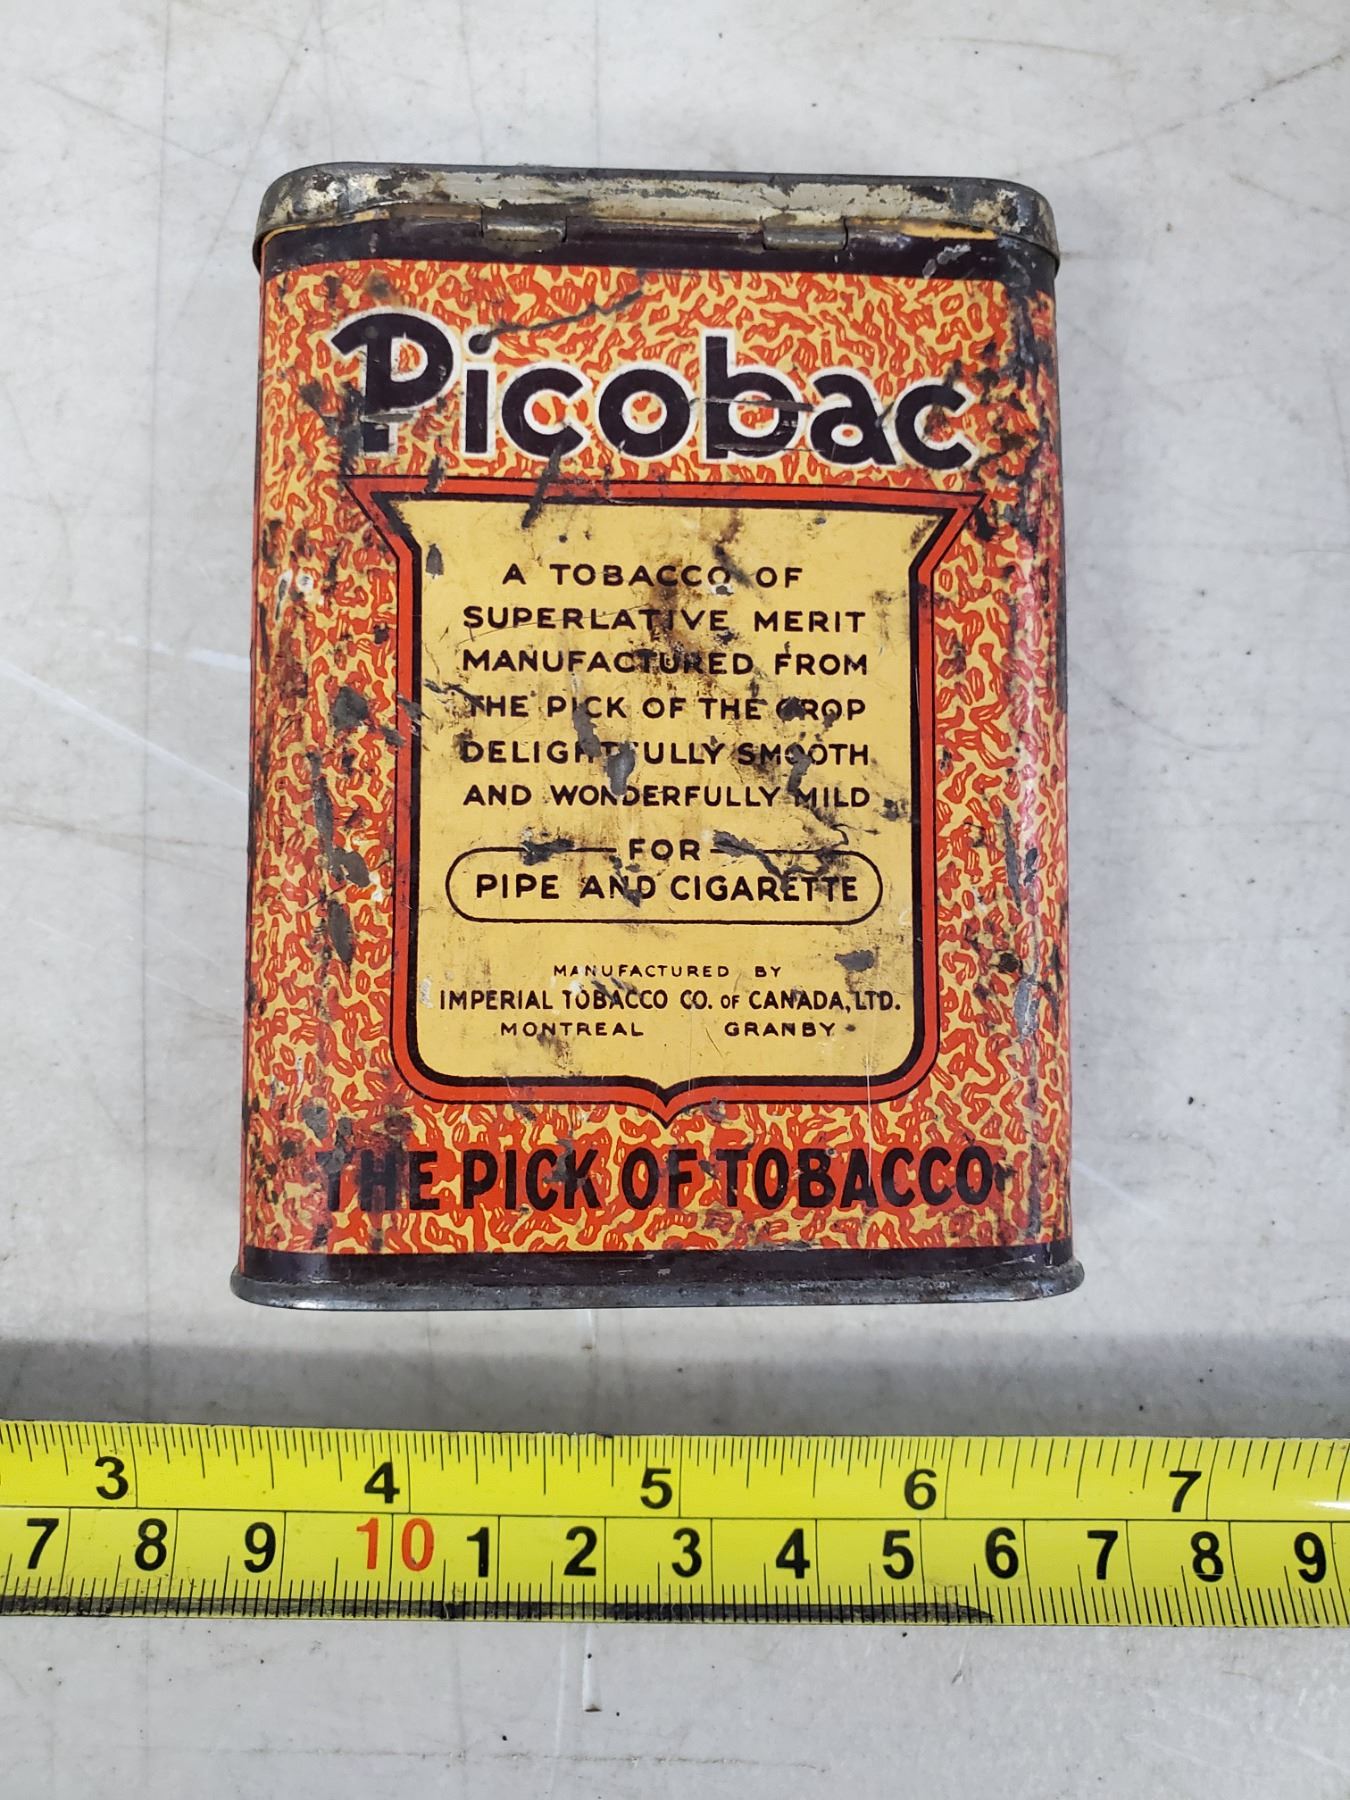 Picobac
A TOBACCO OF
SUPERLATIVE MERIT
MANUFACTURED FROM
THE PICK OF THE CROP
DELIGHTFULLY SMOOTH
AND WONDERFULLY MILD
FOR
PIPE AND CIGARETTE
MANUFACTURED BY
IMPERIAL TOBACCO CO. OF CANADA, LTD.
MONTREAL GRANBY
THE PICK OF TOBACCO
3 4 5 6 7
7 8 9 10 1 2 3 4 5 6 7 8 9